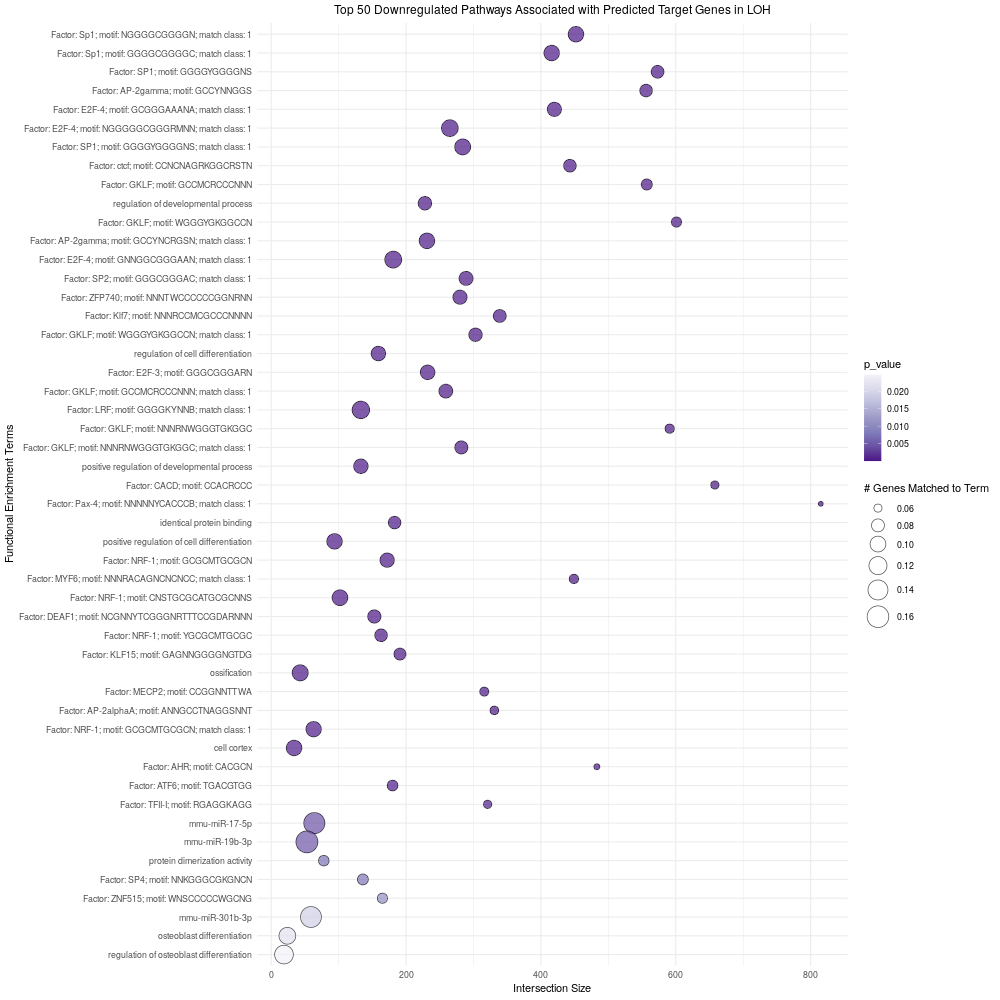 Top 50 Downregulated Pathways Associated with Predicted Target Genes in LOH
Functional Enrichment Terms
Factor: Sp1; motif: NGGGGCGGGGN; match class: 1
Factor: Sp1; motif: GGGGCGGGGC; match class: 1
Factor: SP1; motif: GGGGYGGGGNS
Factor: AP-2gamma; motif: GCCYNNGGS
Factor: E2F-4; motif: GCGGGAAANA; match class: 1
Factor: E2F-4; motif: NGGGGGCGGGRMNN; match class: 1
Factor: SP1; motif: GGGGYGGGGNS; match class: 1
Factor: ctcf; motif: CCNCNAGRKGGCRSTN
Factor: GKLF; motif: GCCMCRCCCNNN
regulation of developmental process
Factor: GKLF; motif: WGGGYGKGGCCN
Factor: AP-2gamma; motif: GCCYNCRGSN; match class: 1
Factor: E2F-4; motif: GNNGGCGGGAAN; match class: 1
Factor: SP2; motif: GGGCGGGAC; match class: 1
Factor: ZFP740; motif: NNNTWCCCCCCGGNRNN
Factor: Klf7; motif: NNNRCCMCGCCCNNNN
Factor: GKLF; motif: WGGGYGKGGCCN; match class: 1
regulation of cell differentiation
Factor: E2F-3; motif: GGGCGGGARN
Factor: GKLF; motif: GCCMCRCCCNNN; match class: 1
Factor: LRF; motif: GGGGKYNNB; match class: 1
Factor: GKLF; motif: NNNRNWGGGTGKGGC
Factor: GKLF; motif: NNNRNWGGGTGKGGC; match class: 1
positive regulation of developmental process
Factor: CACD; motif: CCACRCCC
Factor: Pax-4; motif: NNNNNYCACCCB; match class: 1
identical protein binding
positive regulation of cell differentiation
Factor: NRF-1; motif: GCGCMTGCGCN
Factor: MYF6; motif: NNNRACAGNCNCNCC; match class: 1
Factor: NRF-1; motif: CNSTGCGCATGCGCNNS
Factor: DEAF1; motif: NCGNNYTCGGGNRTTTCCGDARNNN
Factor: NRF-1; motif: YGCGCMTGCGC
Factor: KLF15; motif: GAGNNGGGGNGTDG
ossification
Factor: MECP2; motif: CCGGNNTTWA
Factor: AP-2alphaA; motif: ANNGCCTNAGGSNNT
Factor: NRF-1; motif: GCGCMTGCGCN; match class: 1
cell cortex
Factor: AHR; motif: CACGCN
Factor: ATF6; motif: TGACGTGG
Factor: TFII-I; motif: RGAGGKAGG
mmu-miR-17-5p
mmu-miR-19b-3p
protein dimerization activity
Factor: SP4; motif: NNKGGGCGKGNCN
Factor: ZNF515; motif: WNSCCCCCWGCNG
mmu-miR-301b-3p
osteoblast differentiation
regulation of osteoblast differentiation
0 200 400 600 800
Intersection Size
p_value
0.020
0.015
0.010
0.005
# Genes Matched to Term
0.06
0.08
0.10
0.12
0.14
0.16